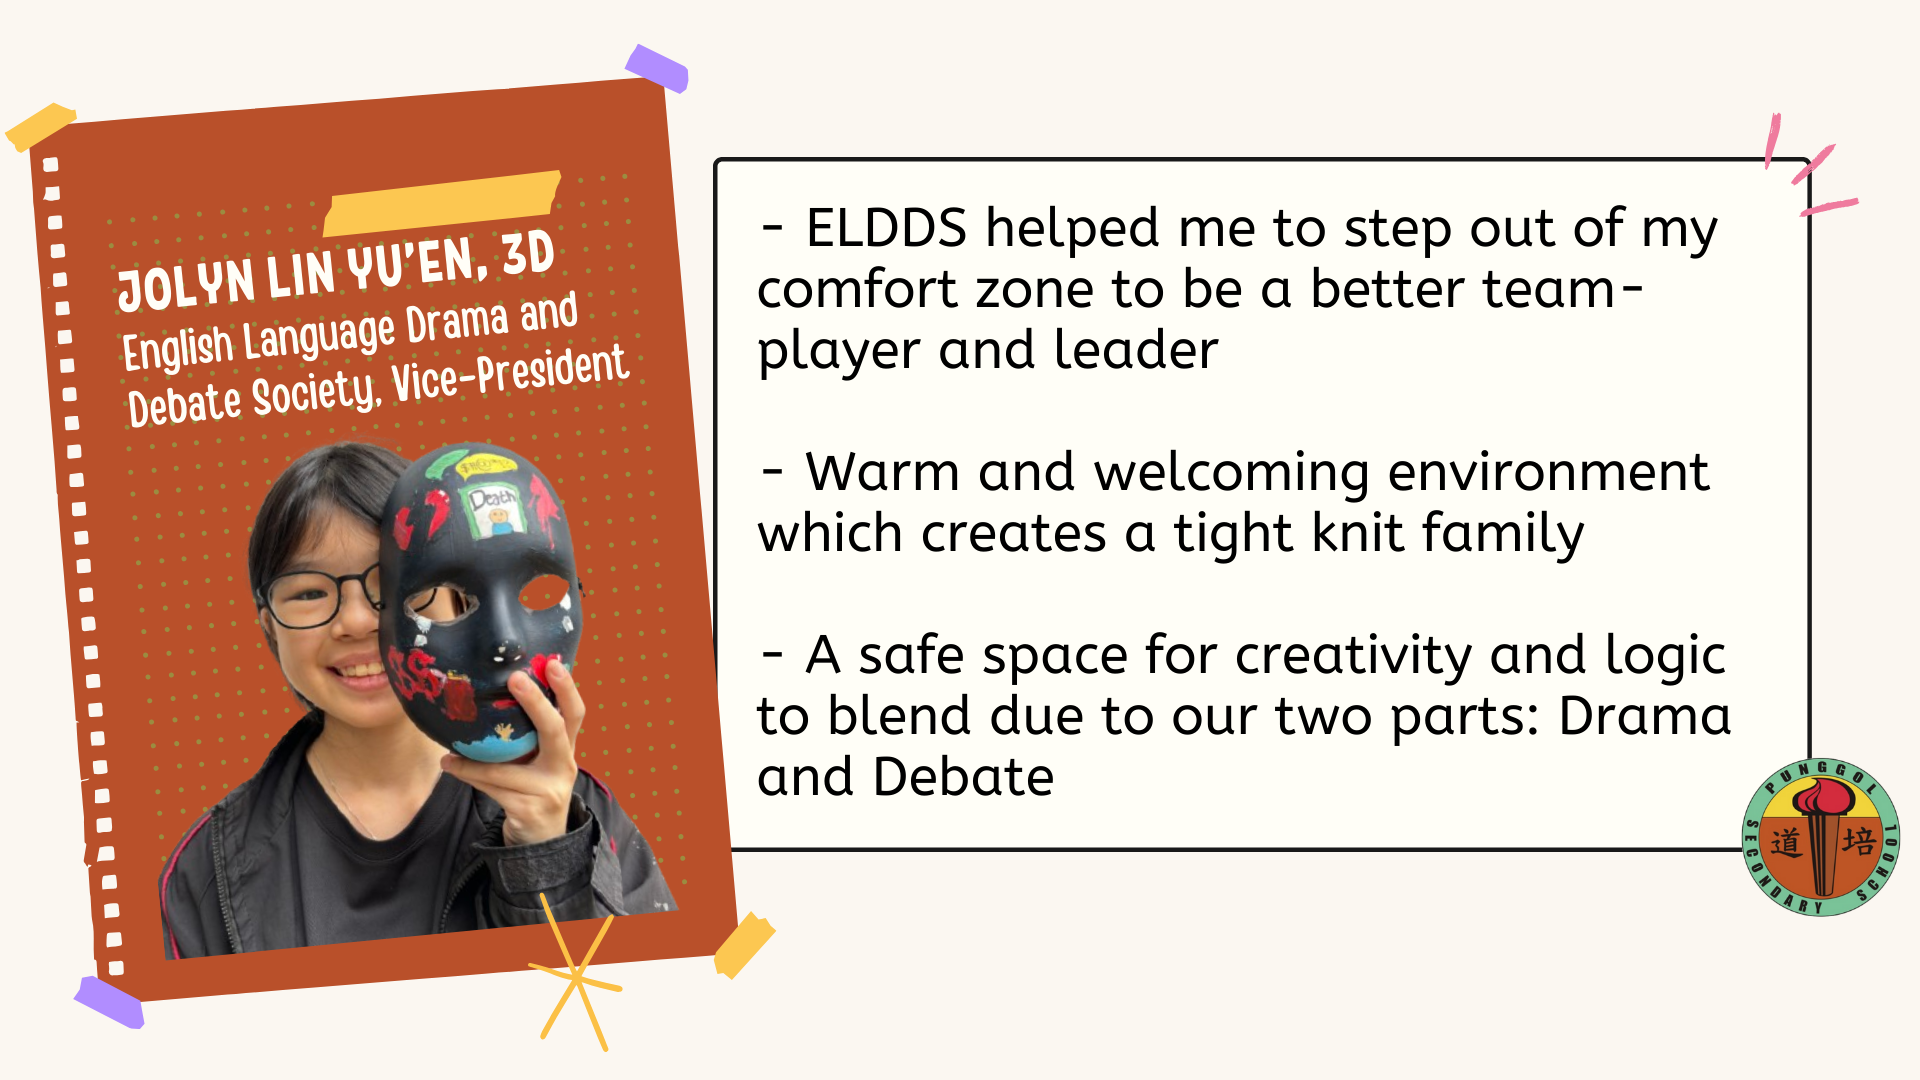 JOLYN LIN YU'EN, 3D
English Language Drama and
Debate Society, Vice-President
Death
- ELDDS helped me to step out of my
comfort zone to be a better team-
player and leader
- Warm and welcoming environment
which creates a tight knit family
- A safe space for creativity and logic
to blend due to our two parts: Drama
and Debate
PUNGGOL
道 培
SECONDARY SCHOOL